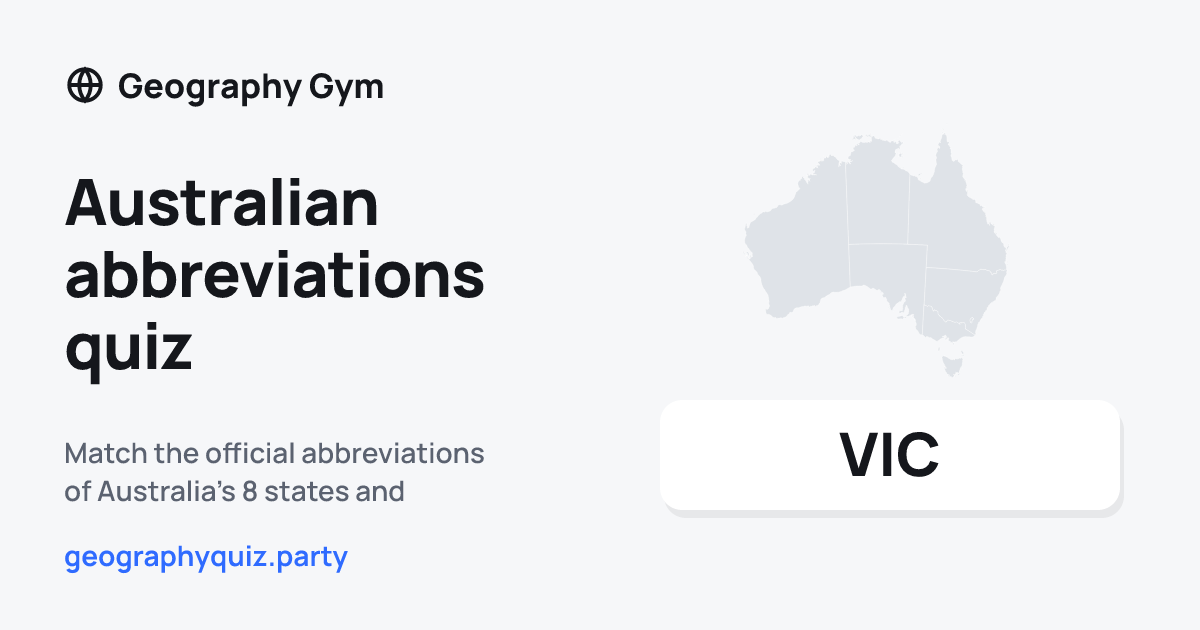 Geography Gym
Australian
abbreviations
quiz
Match the official abbreviations
of Australia’s 8 states and
geographyquiz.party
VIC